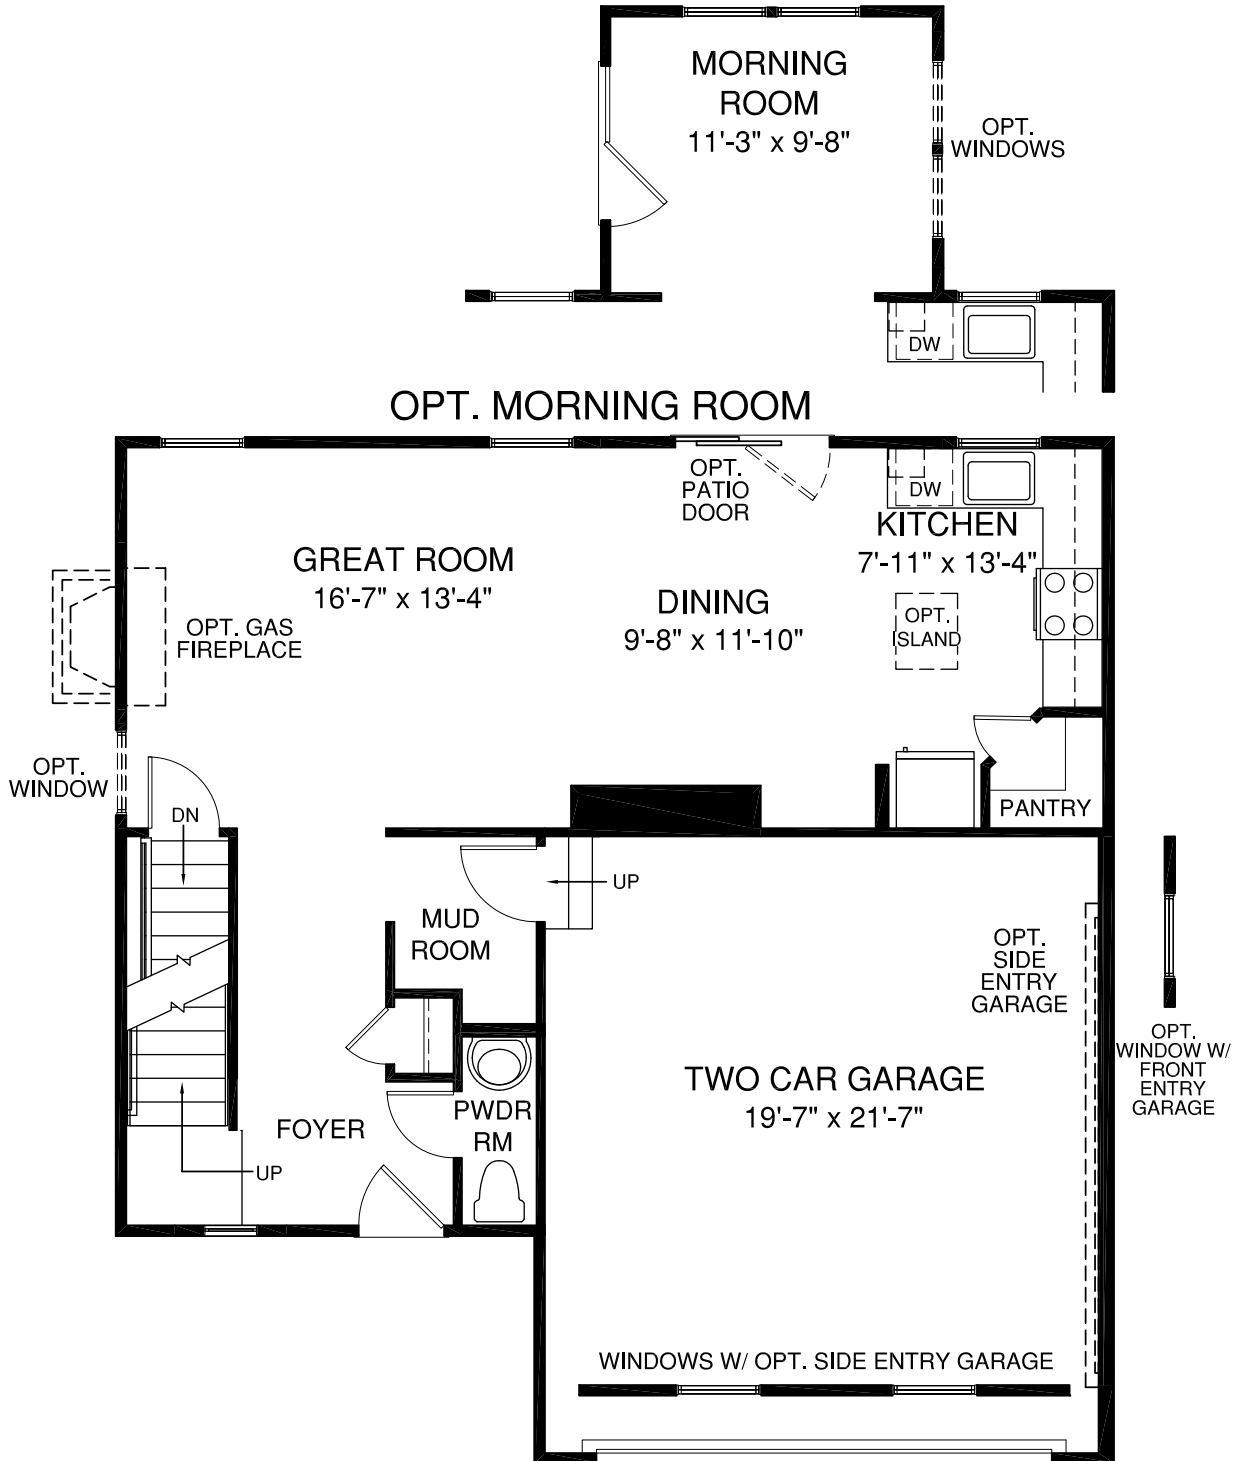 MORNING
ROOM
11'-3" x 9'-8"
OPT.
WINDOWS
DW
OPT. MORNING ROOM
OPT.
PATIO
DOOR
DW
KITCHEN
7'-11" x 13'-4"
GREAT ROOM
16'-7" x 13'-4"
DINING
9'-8" x 11'-10"
OPT.
ISLAND
OPT. GAS
FIREPLACE
OPT.
WINDOW
DN
PANTRY
UP
MUD
ROOM
OPT.
SIDE
ENTRY
GARAGE
OPT.
WINDOW W/
FRONT
ENTRY
GARAGE
TWO CAR GARAGE
19'-7" x 21'-7"
PWDR
RM
FOYER
UP
WINDOWS W/ OPT. SIDE ENTRY GARAGE